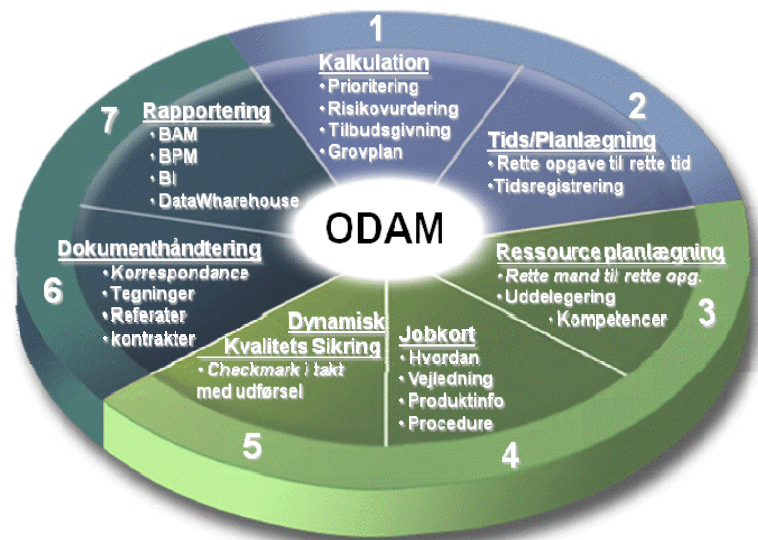 1
Kalkulation
• Prioritering
• Risikovurdering
• Tilbudsgivning
• Grovplan
2
Tids/Planlægning
• Rette opgave til rette tid
•Tidsregistrering
3
Ressource planlægning
• Rette mand til rette opg.
• Uddelegering
• Kompetencer
4
Jobkort
• Hvordan
• Vejledning
• Produktinfo
• Procedure
5
Dynamisk
Kvalitets Sikring
• Checkmark i takt
med udførsel
6
Dokumenthåndtering
• Korrespondance
• Tegninger
• Referater
• kontrakter
7
Rapportering
• BAM
• BPM
• BI
• DataWharehouse
ODAM